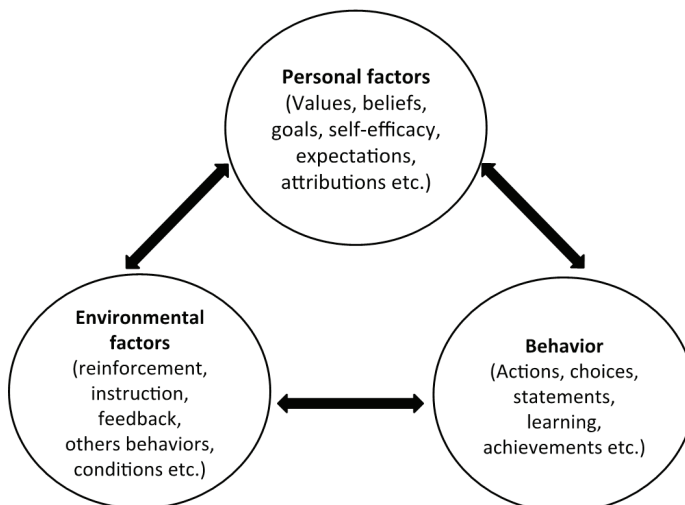 Personal factors
(Values, beliefs,
goals, self-efficacy,
expectations,
attributions etc.)
Environmental
factors
(reinforcement,
instruction,
feedback,
others behaviors,
conditions etc.)
Behavior
(Actions, choices,
statements,
learning,
achievements etc.)